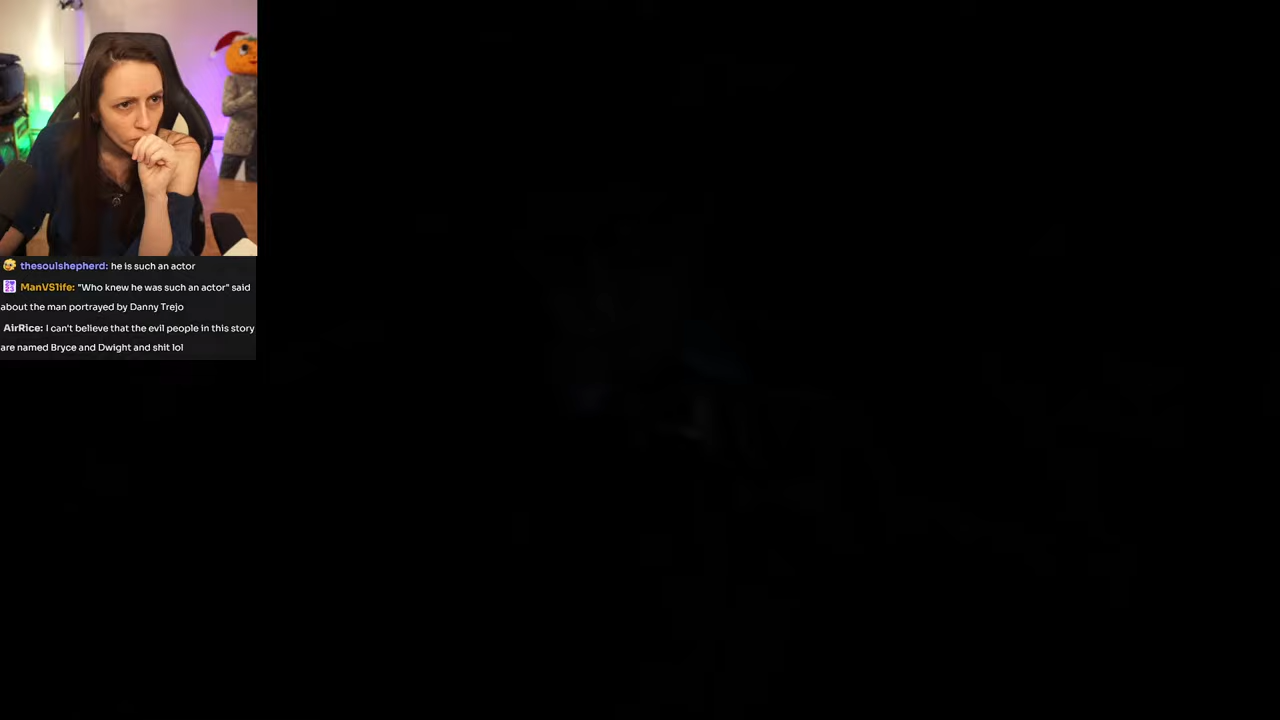 thesoulshepherd: he is such an actor
ManVS1ife: "Who knew he was such an actor" said
about the man portrayed by Danny Trejo
AirRice: I can't believe that the evil people in this story
are named Bryce and Dwight and shit lol